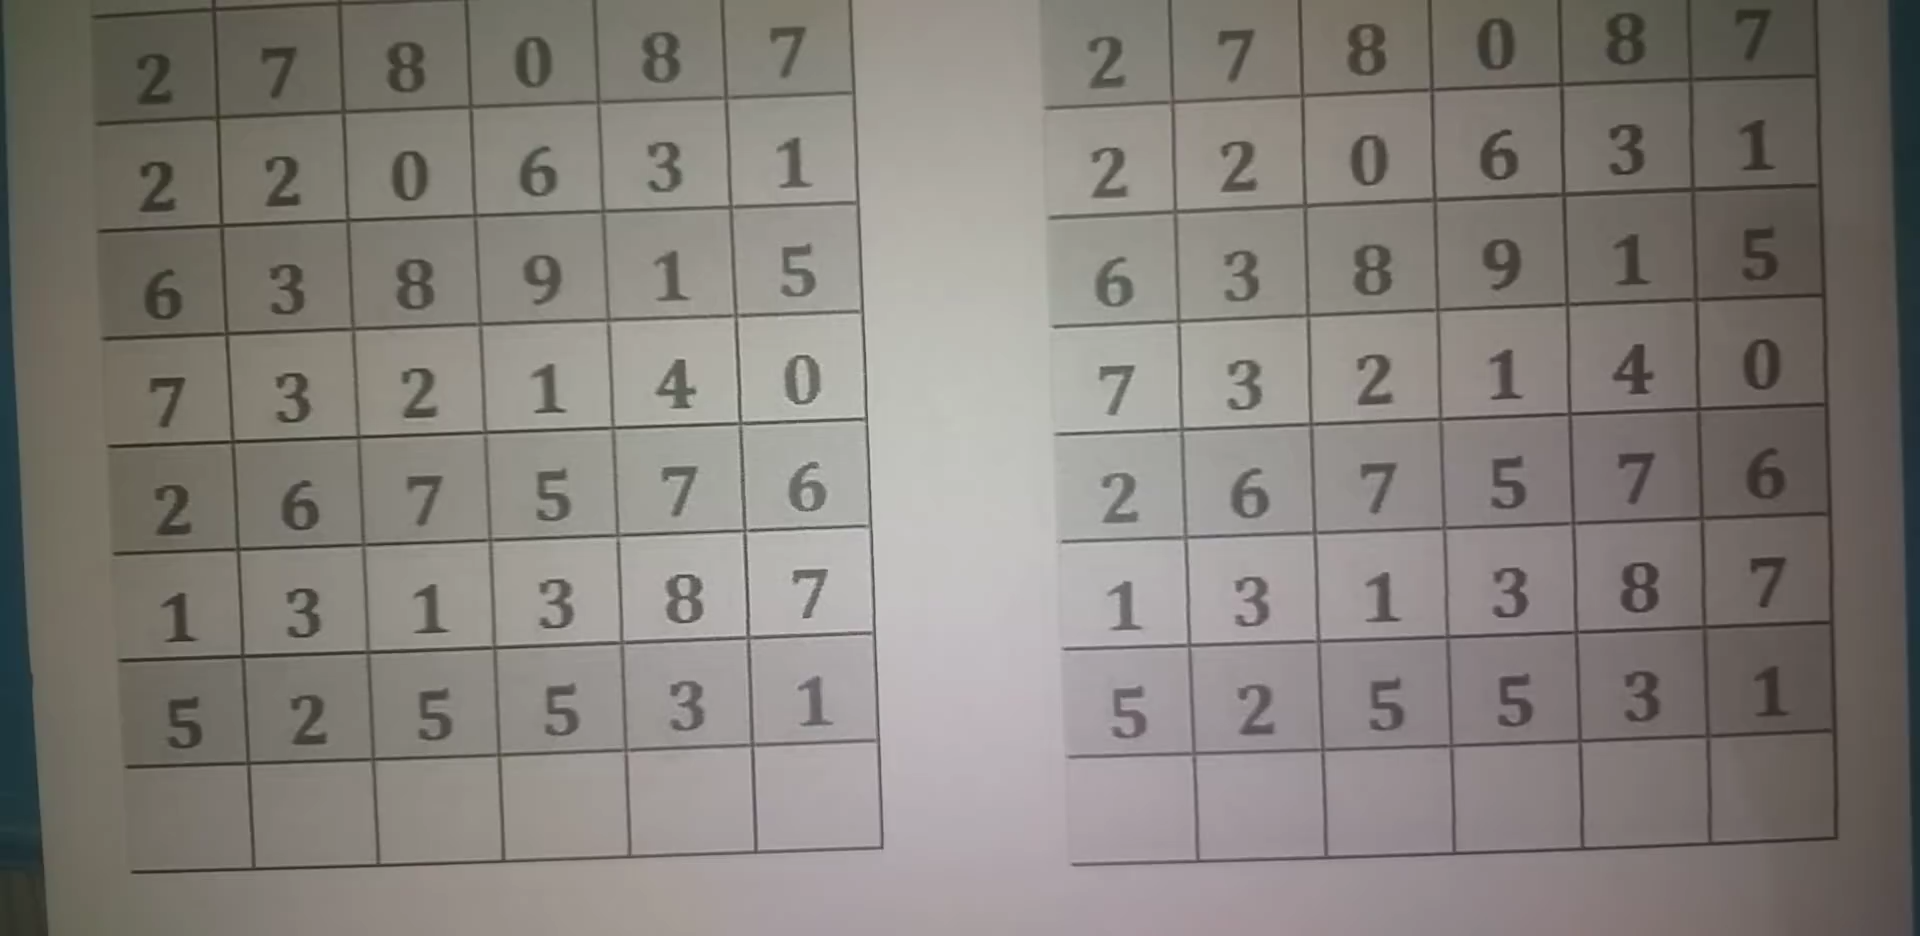 2 7 8 0 8 7 2 7 8 0 8 7
2 2 0 6 3 1 2 2 0 6 3 1
6 3 8 9 1 5 6 3 8 9 1 5
7 3 2 1 4 0 7 3 2 1 4 0
2 6 7 5 7 6 2 6 7 5 7 6
1 3 1 3 8 7 1 3 1 3 8 7
5 2 5 5 3 1 5 2 5 5 3 1